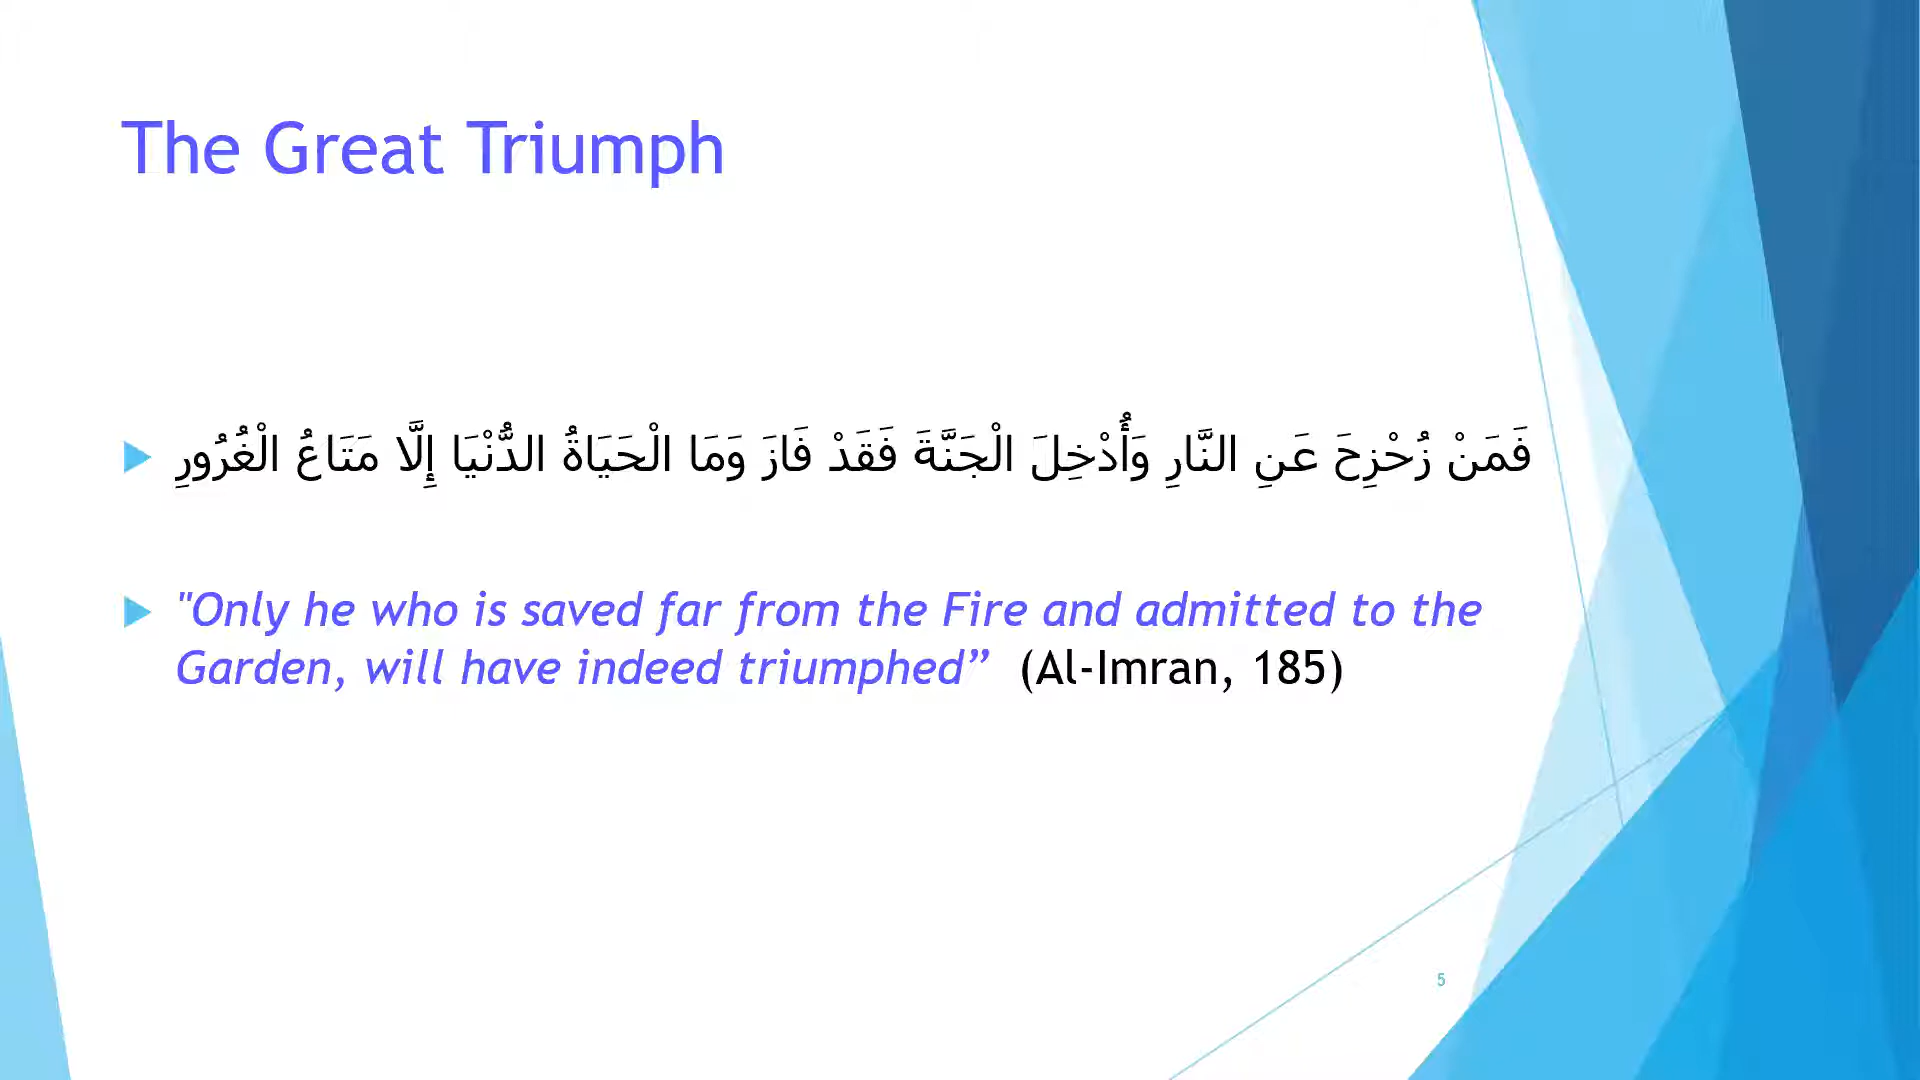 The Great Triumph
فَمَنْ زُحْزِحَ عَنِ النَّارِ وَأُدْخِلَ الْجَنَّةَ فَقَدْ فَازَ وَمَا الْحَيَاةُ الدُّنْيَا إِلَّا مَتَاعُ الْغُرُورِ
"Only he who is saved far from the Fire and admitted to the
Garden, will have indeed triumphed” (Al-Imran, 185)
5